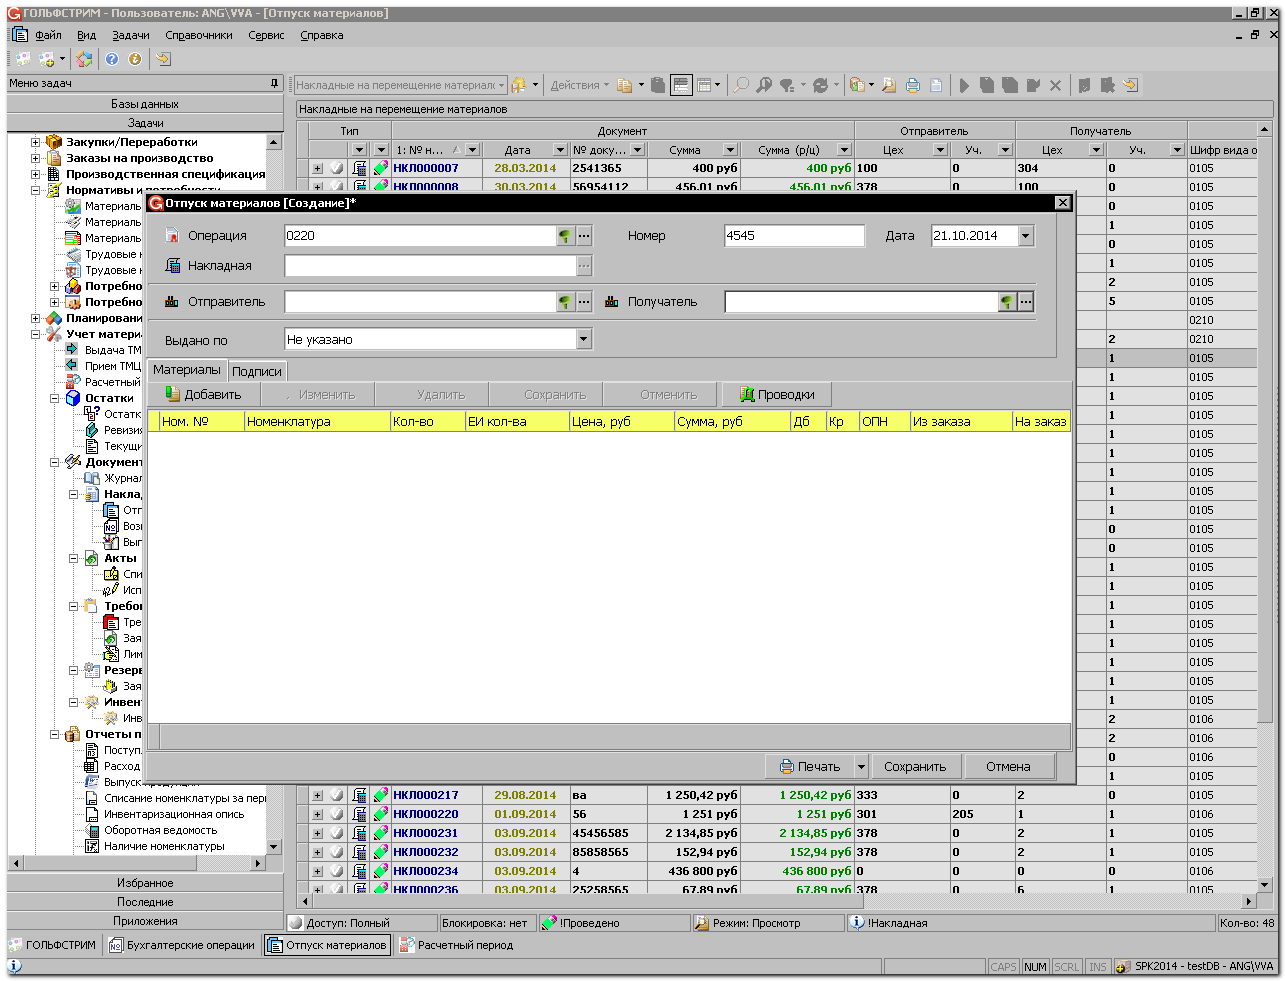 ГОЛЬФСТРИМ - Пользователь: ANG\VVA - [Отпуск материалов]
Файл Вид Задачи Справочники Сервис Справка
Меню задач
Базы данных
Задачи
Закупки/Переработки
Заказы на производство
Производственная спецификация
Нормативы и потребности
Материаль
Материаль
Материаль
Трудовые
Трудовые
Потребно
Потребно
Планировани
Учет матери
Выдача ТМ
Прием ТМЦ
Расчетный
Остатки
Остатк
Ревизи
Текущи
Документ
Журнал
Накла
Отп
Воз
Вып
Акты
Спи
Исп
Требо
Тре
Зая
Лим
Резерв
Зая
Инвен
Инв
Отчеты п
Поступ
Расход
Выпуск продукции
Списание номенклатуры за пери
Инвентаризационная опись
Оборотная ведомость
Наличие номенклатуры
Избранное
Последние
Приложения
Накладные на перемещение материалс Действия
Накладные на перемещение материалов
Тип Документ Отправитель Получатель
1: № н... Дата № доку... Сумма Сумма (р/ц) Цех Уч. Цех Уч. Шифр вида о
НКЛ000007 28.03.2014 2541365 400 руб 400 руб 100 0 304 0 0105
НКЛ000008 30.03.2014 56954112 456,01 руб 456,01 руб 378 0 100 0 0105
0 0105
1 0105
0 0105
1 0105
2 0105
5 0105
0210
2 0210
1 0105
1 0105
1 0105
1 0105
1 0105
1 0105
1 0105
1 0105
1 0105
0 0105
0 0105
1 0105
1 0105
1 0105
1 0105
1 0105
1 0105
1 0105
1 0105
2 0106
2 0106
0 0106
1 0105
Отпуск материалов [Создание]*
Операция 0220 Номер 4545 Дата 21.10.2014
Накладная
Отправитель Получатель
Выдано по Не указано
Материалы Подписи
Добавить Изменить Удалить Сохранить Отменить Проводки
Ном. № Номенклатура Кол-во ЕИ кол-ва Цена, руб Сумма, руб Дб Кр ОПН Из заказа На заказ
Печать Сохранить Отмена
НКЛ000217 29.08.2014 ва 1 250,42 руб 1 250,42 руб 333 0 2 0 0105
НКЛ000220 01.09.2014 56 1 251 руб 1 251 руб 301 205 1 1 0106
НКЛ000231 03.09.2014 45456585 2 134,85 руб 2 134,85 руб 378 0 2 1 0105
НКЛ000232 03.09.2014 85858565 152,94 руб 152,94 руб 378 0 2 1 0105
НКЛ000234 03.09.2014 4 436 800 руб 436 800 руб 0 0 0 0 0106
НКЛ000236 03.09.2014 25258565 67,89 руб 67,89 руб 378 0 6 1 0105
Доступ: Полный Блокировка: нет !Проведено Режим: Просмотр !Накладная Кол-во: 48
ГОЛЬФСТРИМ Бухгалтерские операции Отпуск материалов Расчетный период
CAPS NUM SCRL INS SPK2014 - testDB - ANG\VVA